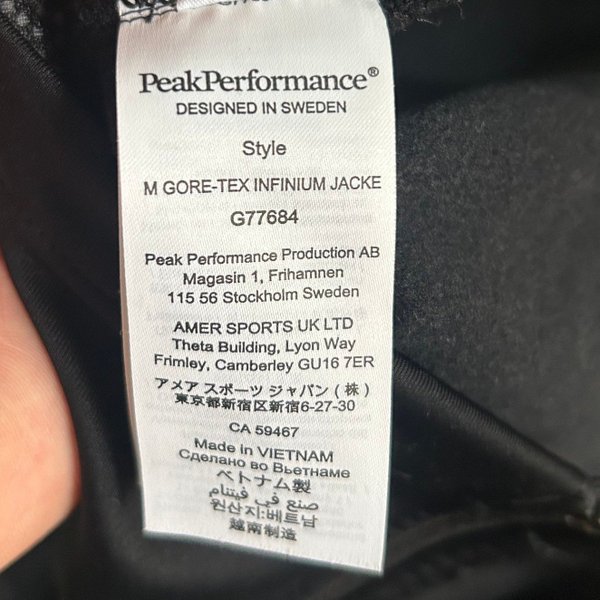 PeakPerformance®
DESIGNED IN SWEDEN
Style
M GORE-TEX INFINIUM JACKE
G77684
Peak Performance Production AB
Magasin 1, Frihamnen
115 56 Stockholm Sweden
AMER SPORTS UK LTD
Theta Building, Lyon Way
Frimley, Camberley GU16 7ER
アメア スポーツ ジャパン ( 株 )
東京都新宿区新宿6-27-30
CA 59467
Made in VIETNAM
Сделано во Вьетнаме
ベトナム製
صنع في فيتنام
원산지:베트남
越南制造